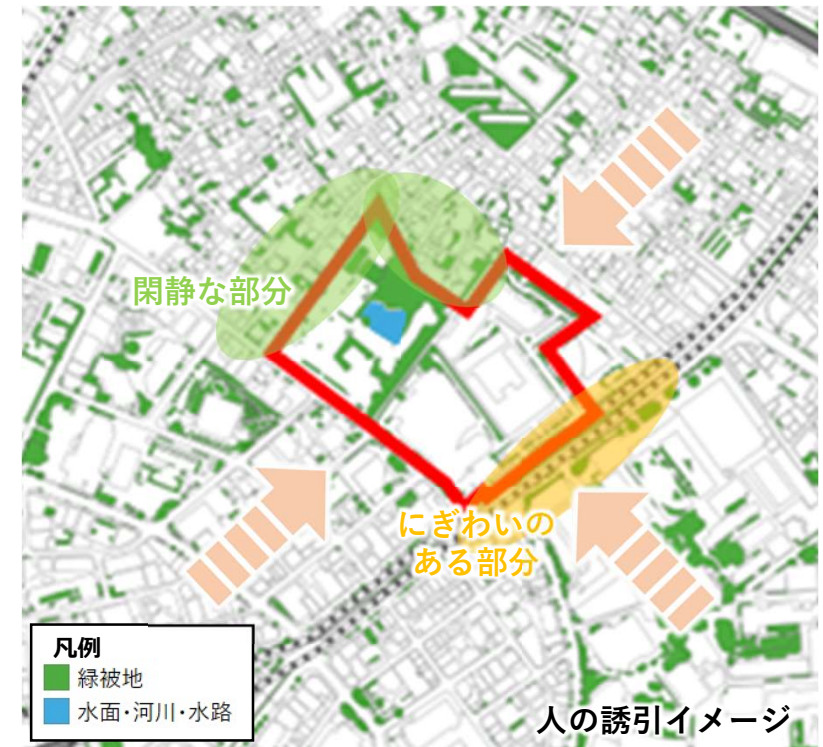 閑静な部分
にぎわいの
ある部分
凡例
緑被地
水面・河川・水路
人の誘引イメージ